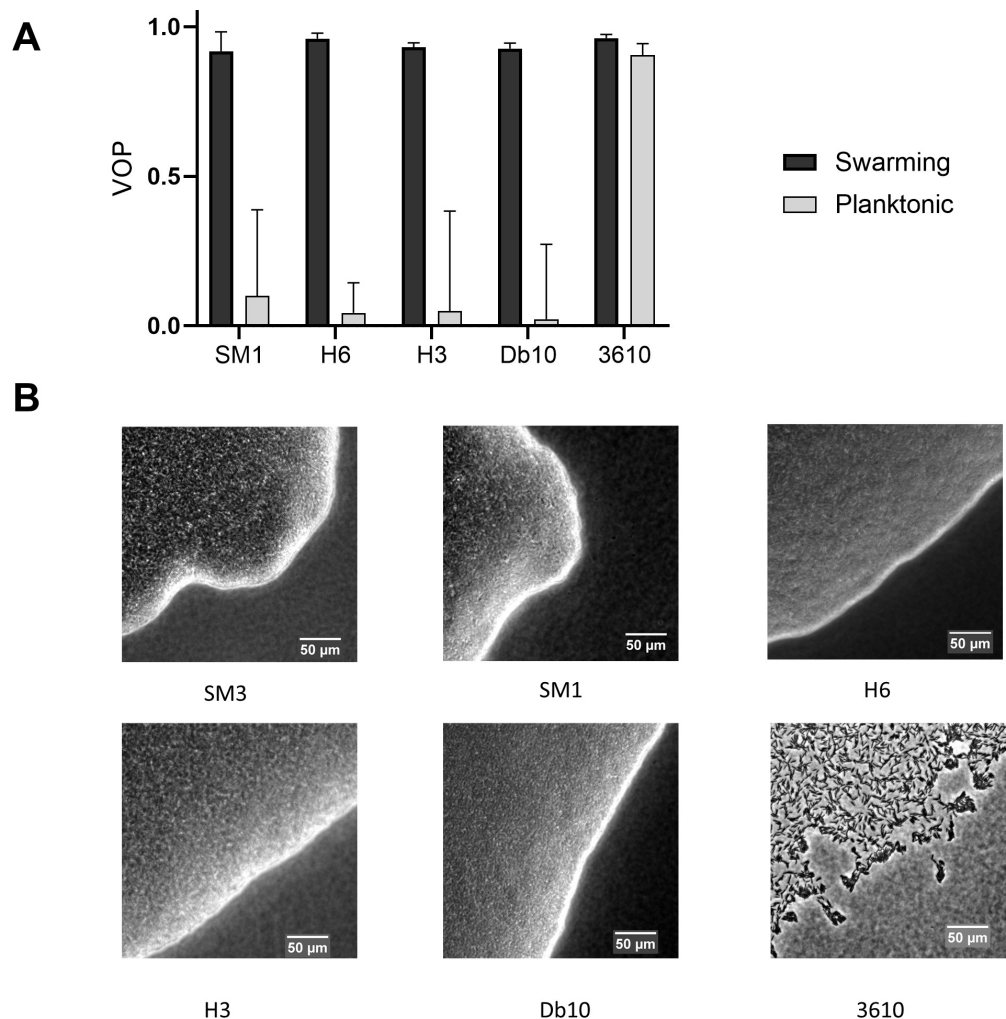 A
1.0
0.5
0.0
VOP
SM1 H6 H3 Db10 3610
Swarming
Planktonic
B
50 µm 50 µm 50 µm
SM3 SM1 H6
50 µm 50 µm 50 µm
H3 Db10 3610